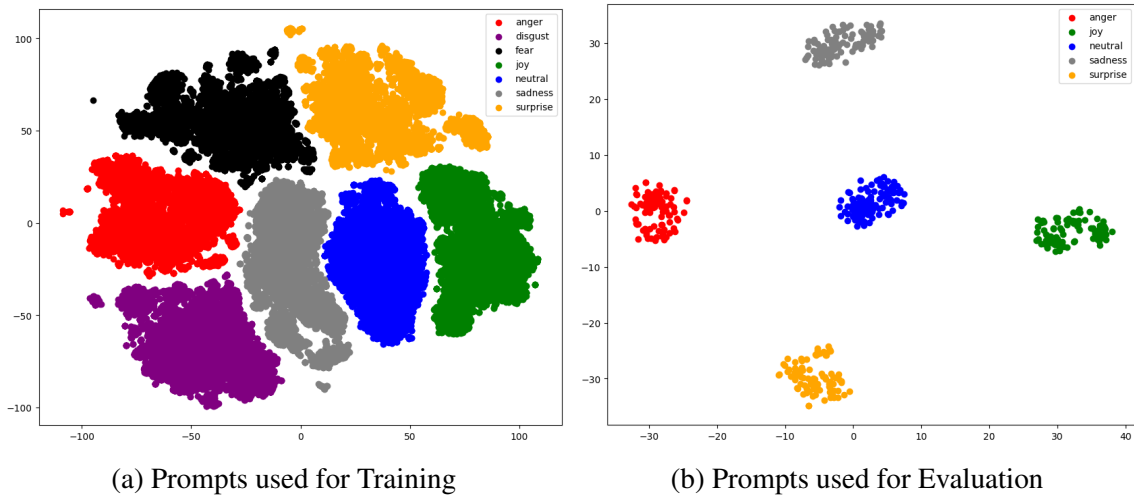 anger
disgust
fear
joy
neutral
sadness
surprise
100
50
0
−50
−100
−100
−50
0
50
100
(a) Prompts used for Training
anger
joy
neutral
sadness
surprise
30
20
10
0
−10
−20
−30
−30
−20
−10
0
10
20
30
40
(b) Prompts used for Evaluation